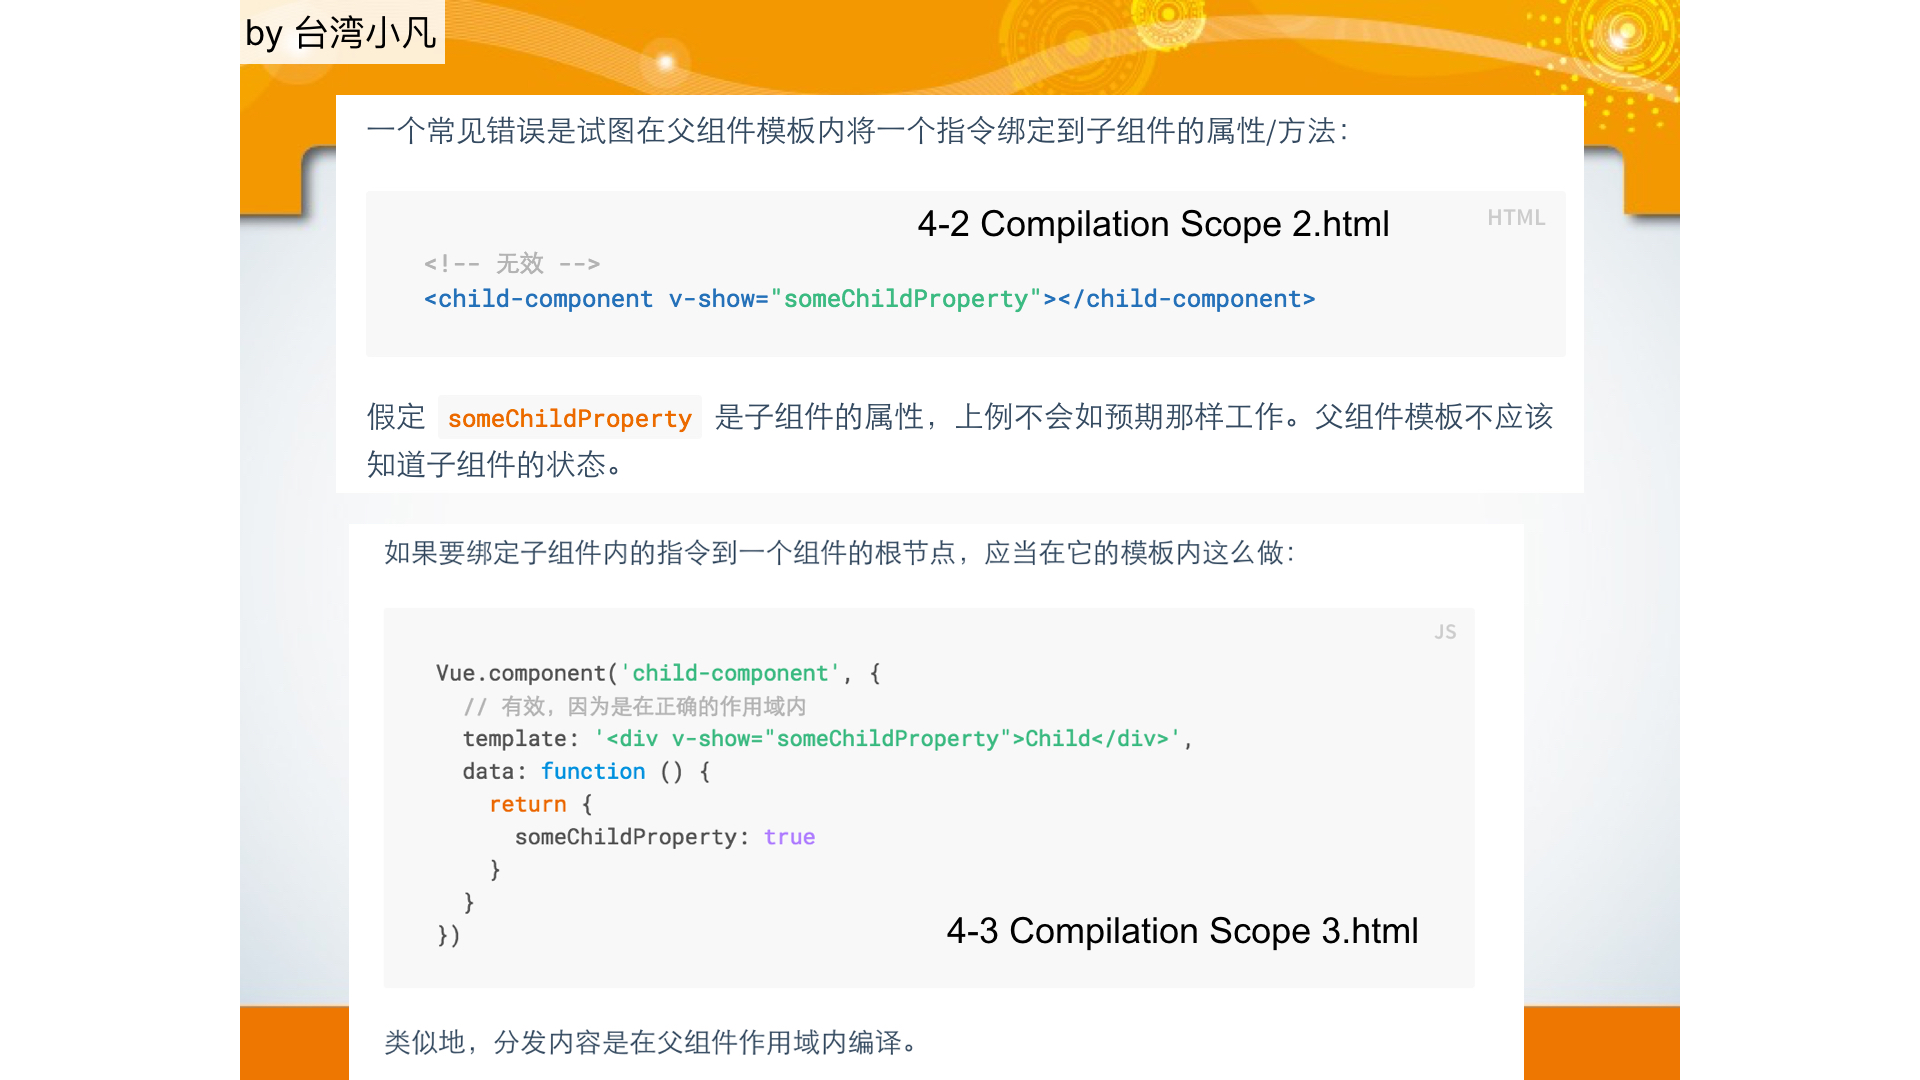 by 台湾小凡
一个常见错误是试图在父组件模板内将一个指令绑定到子组件的属性/方法：
4-2 Compilation Scope 2.html
HTML
<!-- 无效 -->
<child-component v-show="someChildProperty"></child-component>
假定 someChildProperty 是子组件的属性，上例不会如预期那样工作。父组件模板不应该
知道子组件的状态。
如果要绑定子组件内的指令到一个组件的根节点，应当在它的模板内这么做：
JS
Vue.component('child-component', {
  // 有效，因为是在正确的作用域内
  template: '<div v-show="someChildProperty">Child</div>',
  data: function () {
    return {
      someChildProperty: true
    }
  }
})
4-3 Compilation Scope 3.html
类似地，分发内容是在父组件作用域内编译。